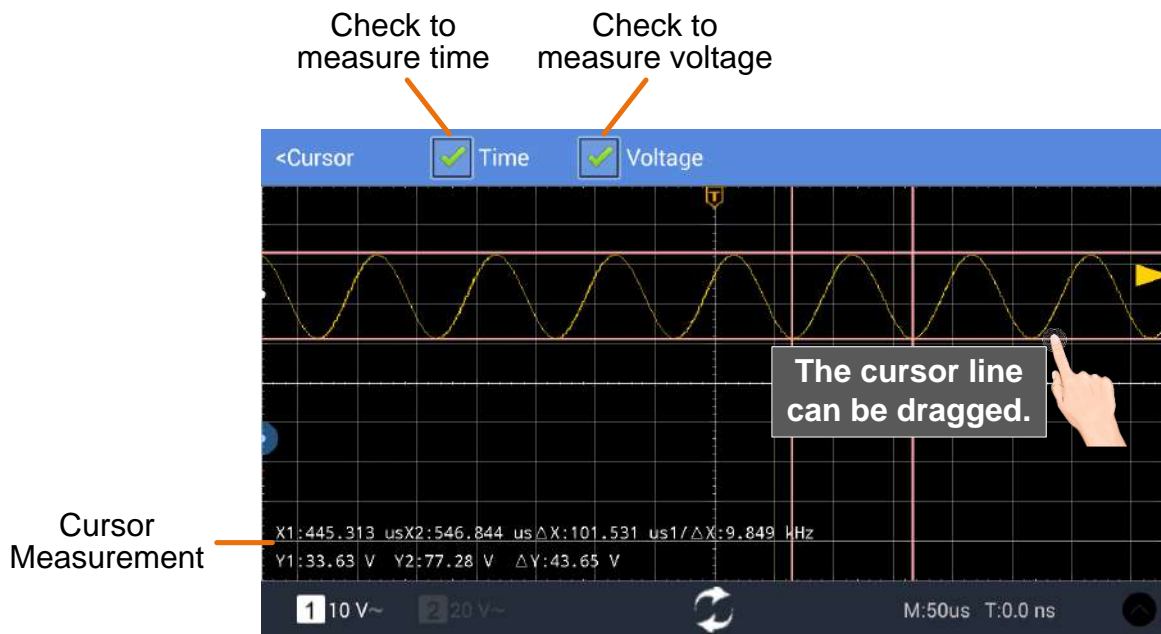 Check to
measure time
Check to
measure voltage
<Cursor
Time
Voltage
T
The cursor line
can be dragged.
Cursor
Measurement
X1:445.313 usX2:546.844 us△X:101.531 us1/△X:9.849 kHz
Y1:33.63 V Y2:77.28 V △Y:43.65 V
1 10 V~ 2 20 V~ M:50us T:0.0 ns